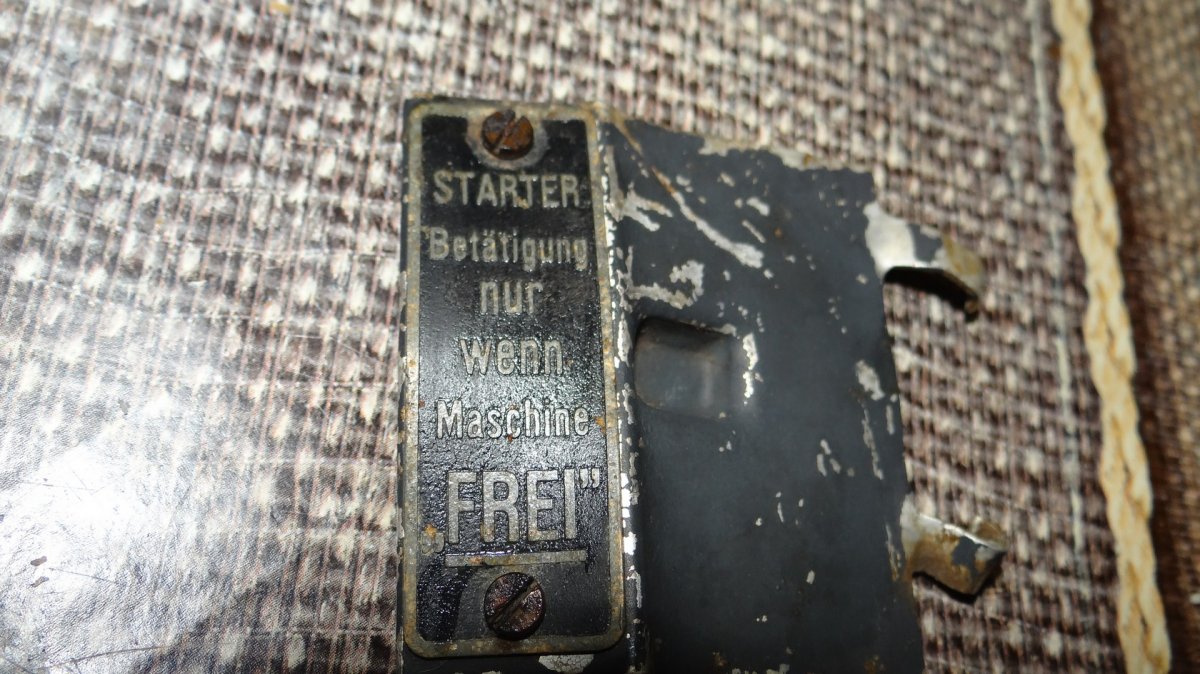 STARTER
Betätigung
nur
wenn
Maschine
„FREI”